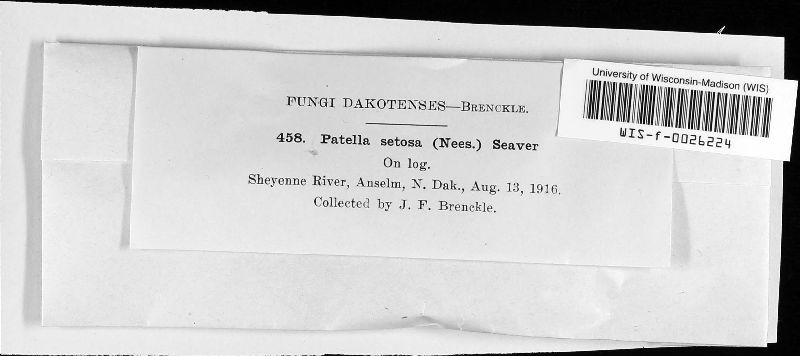 University of Wisconsin-Madison (WIS)
WIS-f-0026224
FUNGI DAKOTENSES—BRENCKLE.
458. Patella setosa (Nees.) Seaver
On log.
Sheyenne River, Anselm, N. Dak., Aug. 13, 1916.
Collected by J. F. Brenckle.